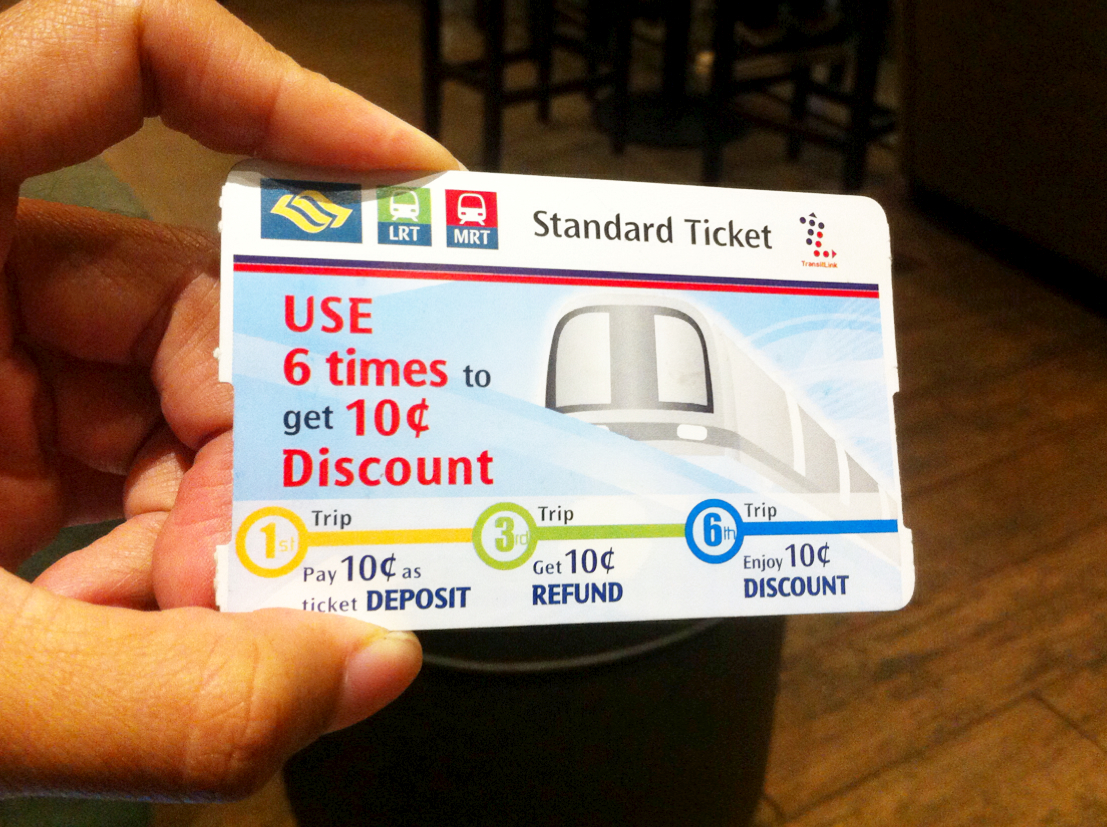 LRT
MRT
Standard Ticket
TransitLink
USE
6 times to
get 10¢
Discount
1st Trip
Pay 10¢ as
ticket DEPOSIT
3rd Trip
Get 10¢
REFUND
6th Trip
Enjoy 10¢
DISCOUNT